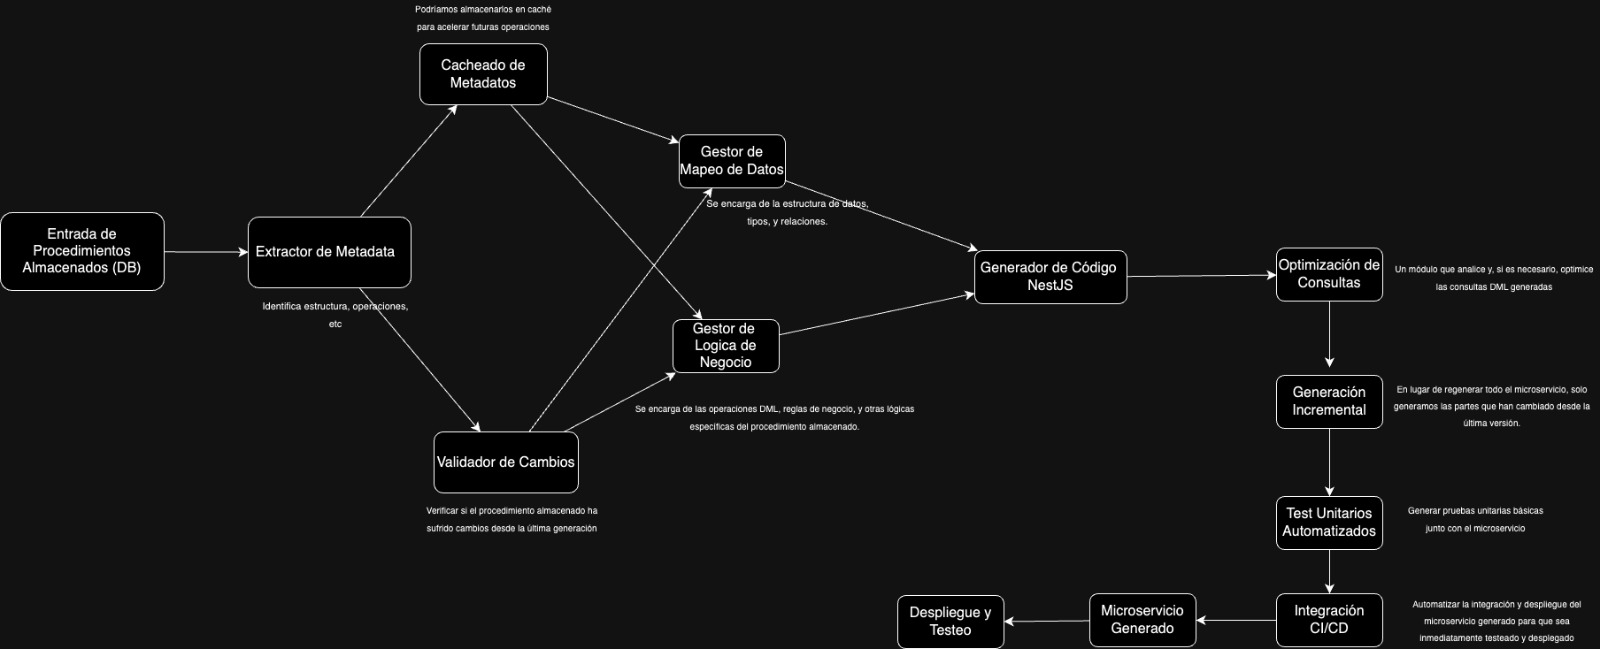 Podríamos almacenarlos en caché
para acelerar futuras operaciones
Cacheado de
Metadatos
Gestor de
Mapeo de Datos
Se encarga de la estructura de datos,
tipos, y relaciones.
Entrada de
Procedimientos
Almacenados (DB)
Extractor de Metadata
Identifica estructura, operaciones,
etc
Generador de Código
NestJS
Optimización de
Consultas
Un módulo que analice y, si es necesario, optimice
las consultas DML generadas
Gestor de
Logica de
Negocio
Se encarga de las operaciones DML, reglas de negocio, y otras lógicas
específicas del procedimiento almacenado.
Generación
Incremental
En lugar de regenerar todo el microservicio, solo
generamos las partes que han cambiado desde la
última versión.
Validador de Cambios
Verificar si el procedimiento almacenado ha
sufrido cambios desde la última generación
Test Unitarios
Automatizados
Generar pruebas unitarias básicas
junto con el microservicio
Despliegue y
Testeo
Microservicio
Generado
Integración
CI/CD
Automatizar la integración y despliegue del
microservicio generado para que sea
inmediatamente testeado y desplegado